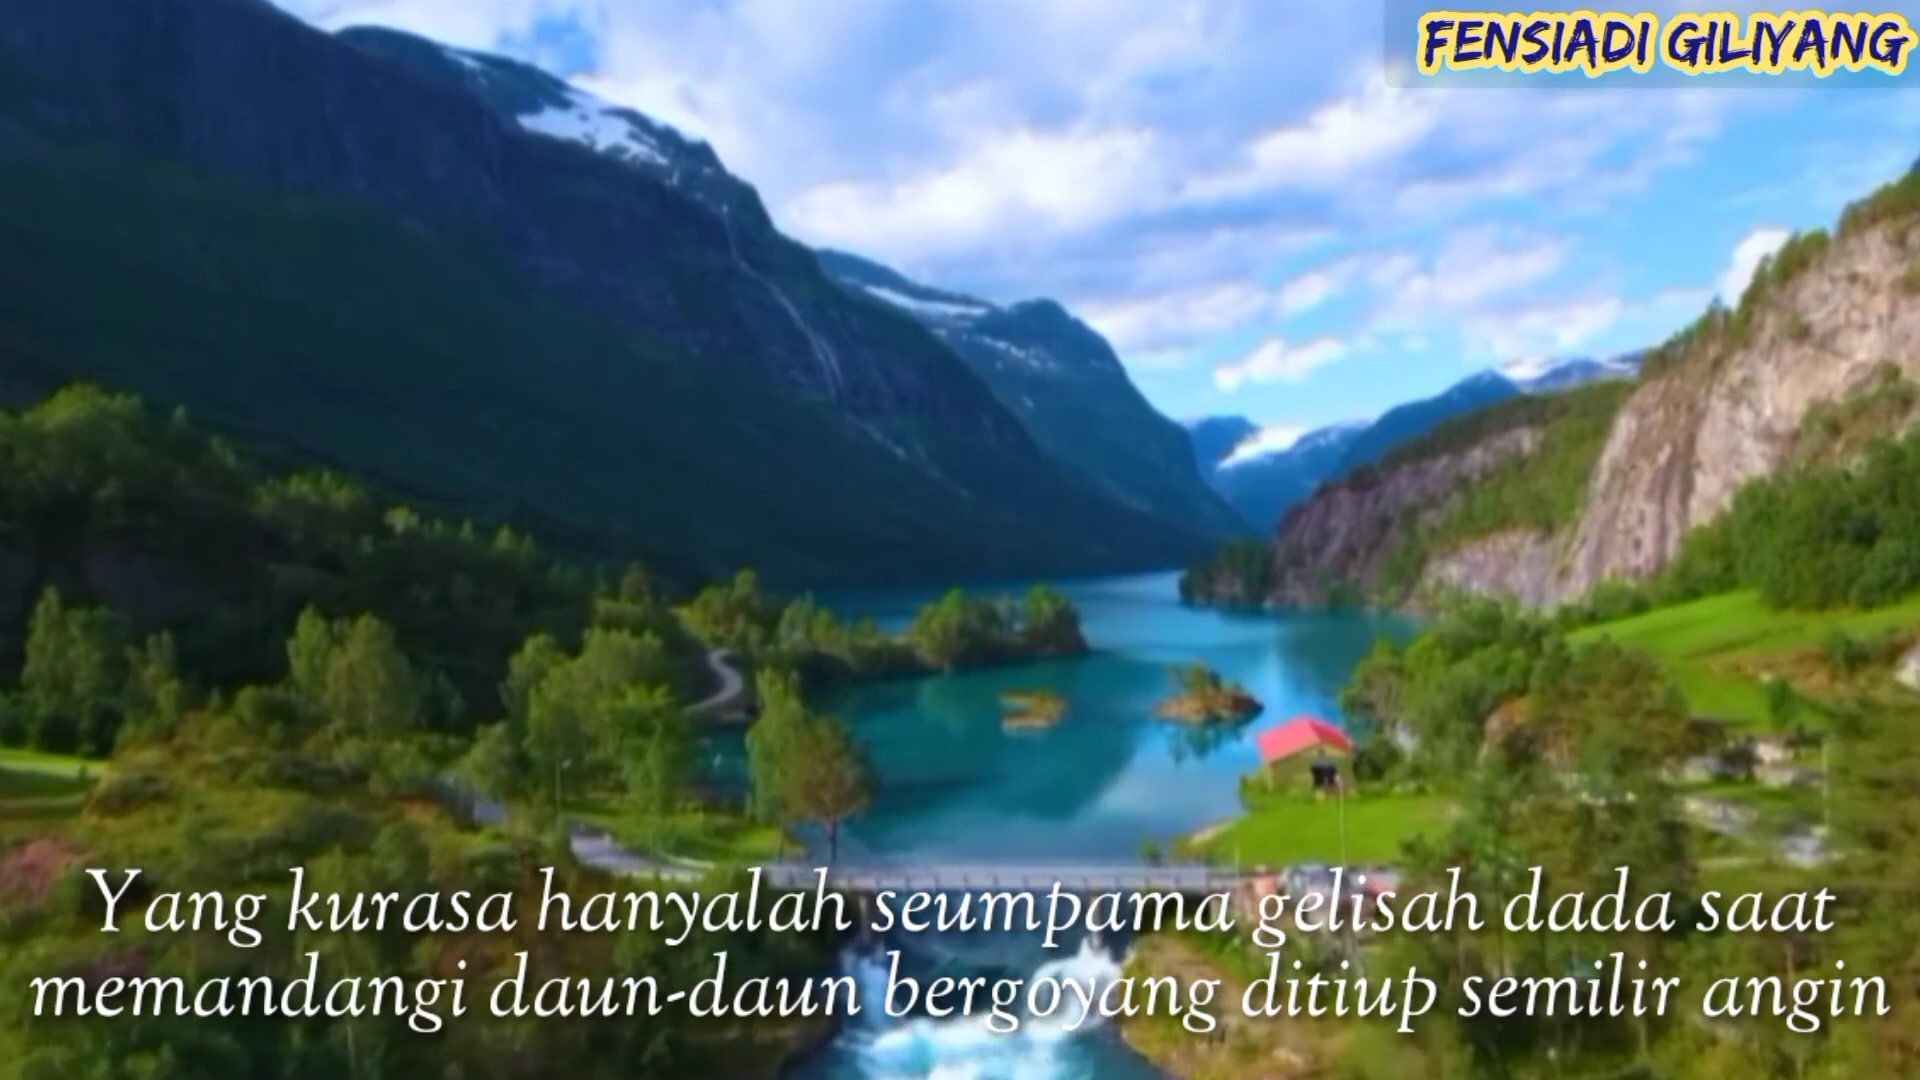 FENSIADI GILIYANG
Yang kurasa hanyalah seumpama gelisah dada saat
memandangi daun-daun bergoyang ditiup semilir angin